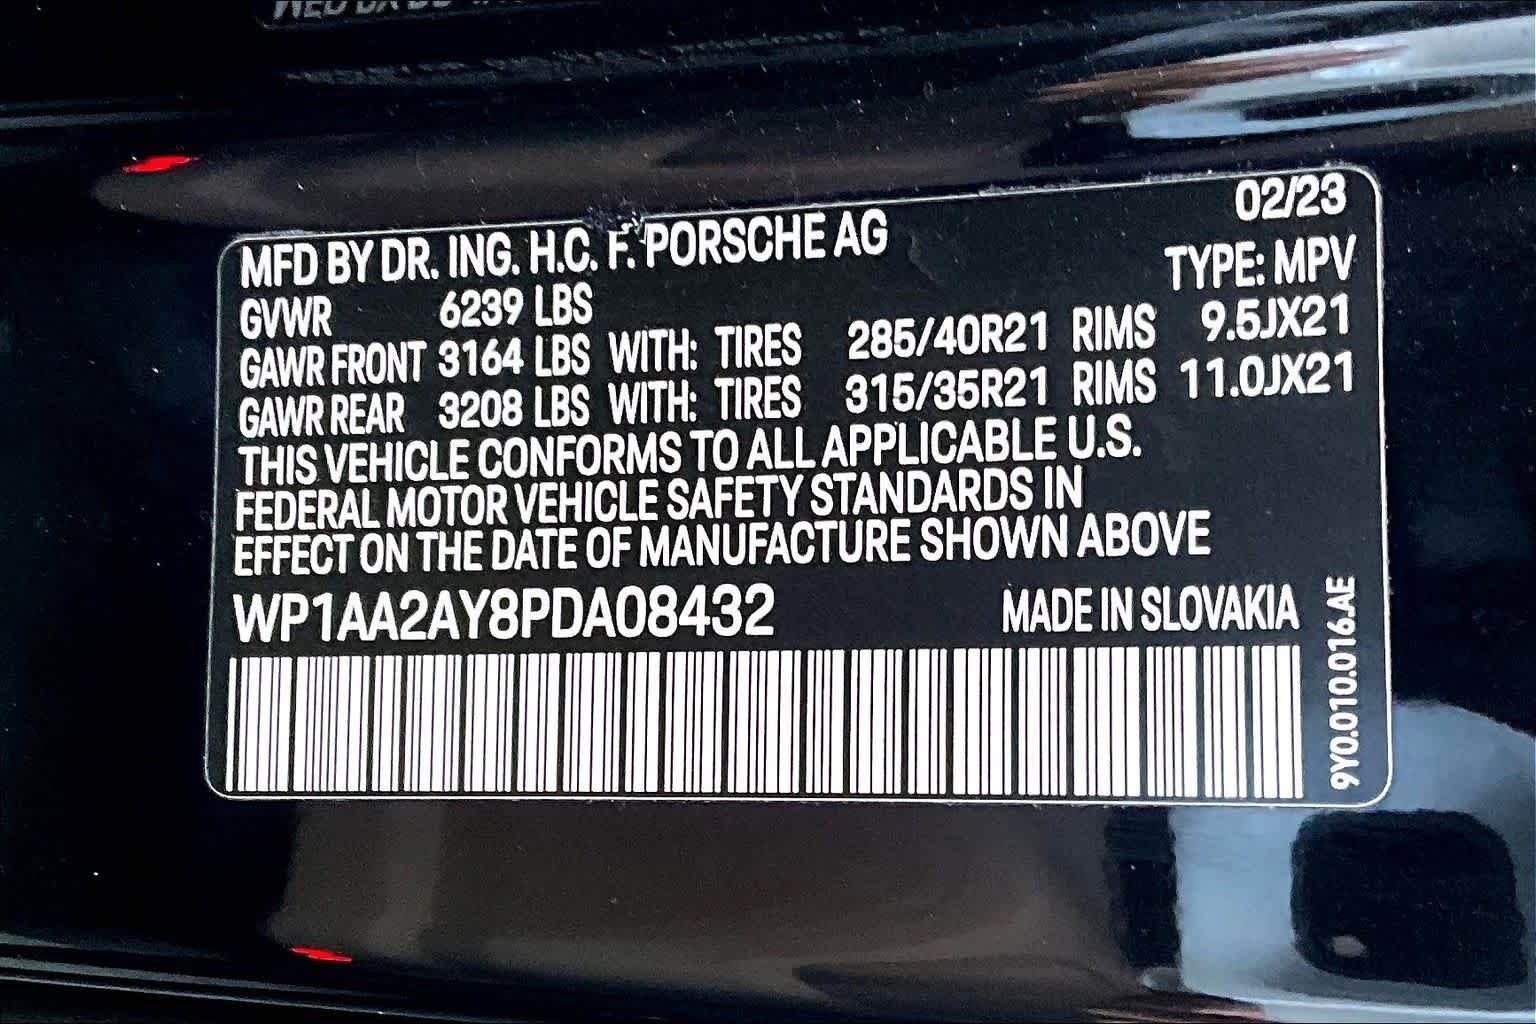 MFD BY DR. ING. H.C. F. PORSCHE AG 02/23
TYPE: MPV
GVWR 6239 LBS
GAWR FRONT 3164 LBS WITH: TIRES 285/40R21 RIMS 9.5JX21
GAWR REAR 3208 LBS WITH: TIRES 315/35R21 RIMS 11.0JX21
THIS VEHICLE CONFORMS TO ALL APPLICABLE U.S.
FEDERAL MOTOR VEHICLE SAFETY STANDARDS IN
EFFECT ON THE DATE OF MANUFACTURE SHOWN ABOVE
WP1AA2AY8PDA08432 MADE IN SLOVAKIA
9Y0.010.016.AE